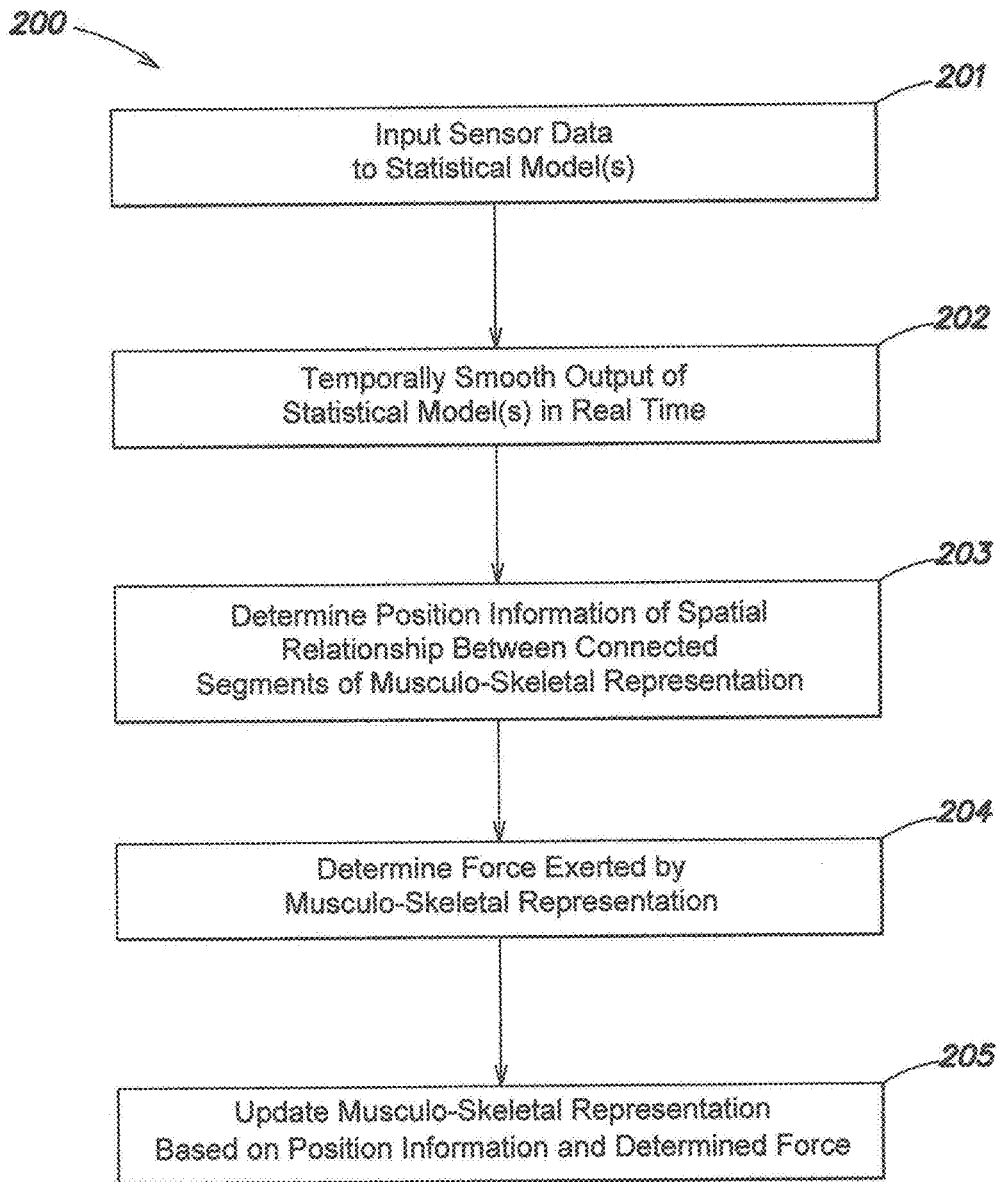 200
201
Input Sensor Data
to Statistical Model(s)
202
Temporally Smooth Output of
Statistical Model(s) in Real Time
203
Determine Position Information of Spatial
Relationship Between Connected
Segments of Musculo-Skeletal Representation
204
Determine Force Exerted by
Musculo-Skeletal Representation
205
Update Musculo-Skeletal Representation
Based on Position Information and Determined Force